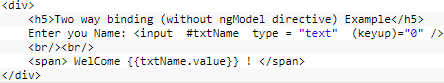 <div>
<h5>Two way binding (without ngModel directive) Example</h5>
Enter you Name: <input  #txtName  type = "text"  (keyup)="0" />
<br/><br/>
<span> WelCome {{txtName.value}} ! </span>
</div>